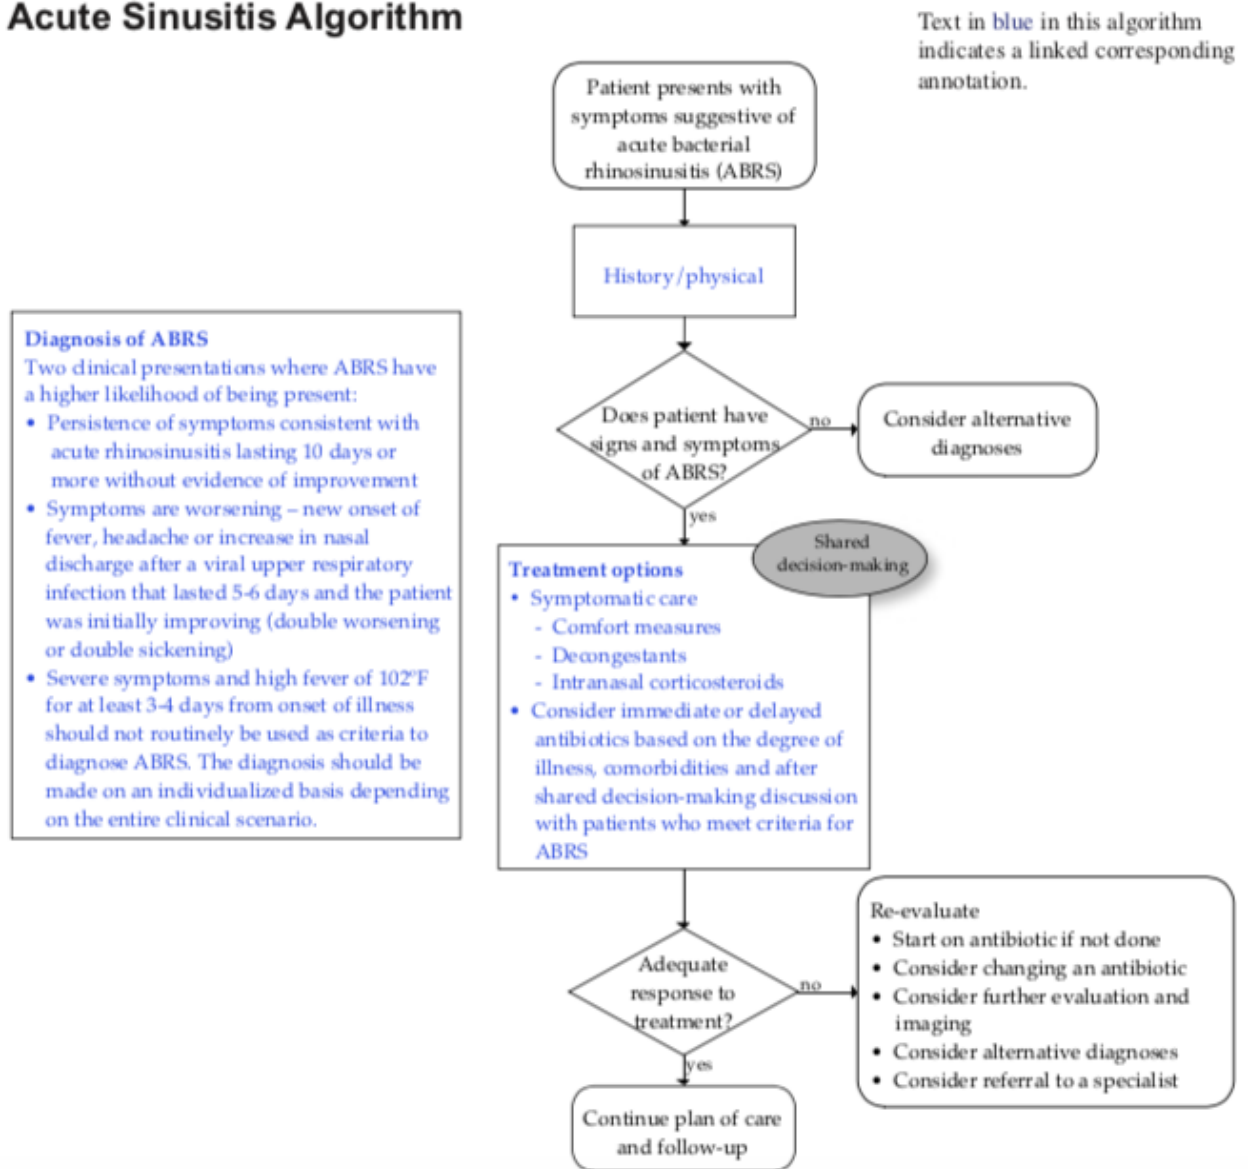 Acute Sinusitis Algorithm
Text in blue in this algorithm
indicates a linked corresponding
annotation.
Patient presents with
symptoms suggestive of
acute bacterial
rhinosinusitis (ABRS)
History/physical
Diagnosis of ABRS
Two clinical presentations where ABRS have
a higher likelihood of being present:
• Persistence of symptoms consistent with
acute rhinosinusitis lasting 10 days or
more without evidence of improvement
• Symptoms are worsening – new onset of
fever, headache or increase in nasal
discharge after a viral upper respiratory
infection that lasted 5-6 days and the patient
was initially improving (double worsening
or double sickening)
• Severe symptoms and high fever of 102°F
for at least 3-4 days from onset of illness
should not routinely be used as criteria to
diagnose ABRS. The diagnosis should be
made on an individualized basis depending
on the entire clinical scenario.
Does patient have
signs and symptoms
of ABRS?
no
Consider alternative
diagnoses
yes
Shared
decision-making
Treatment options
• Symptomatic care
- Comfort measures
- Decongestants
- Intranasal corticosteroids
• Consider immediate or delayed
antibiotics based on the degree of
illness, comorbidities and after
shared decision-making discussion
with patients who meet criteria for
ABRS
Adequate
response to
treatment?
no
Re-evaluate
• Start on antibiotic if not done
• Consider changing an antibiotic
• Consider further evaluation and
imaging
• Consider alternative diagnoses
• Consider referral to a specialist
yes
Continue plan of care
and follow-up